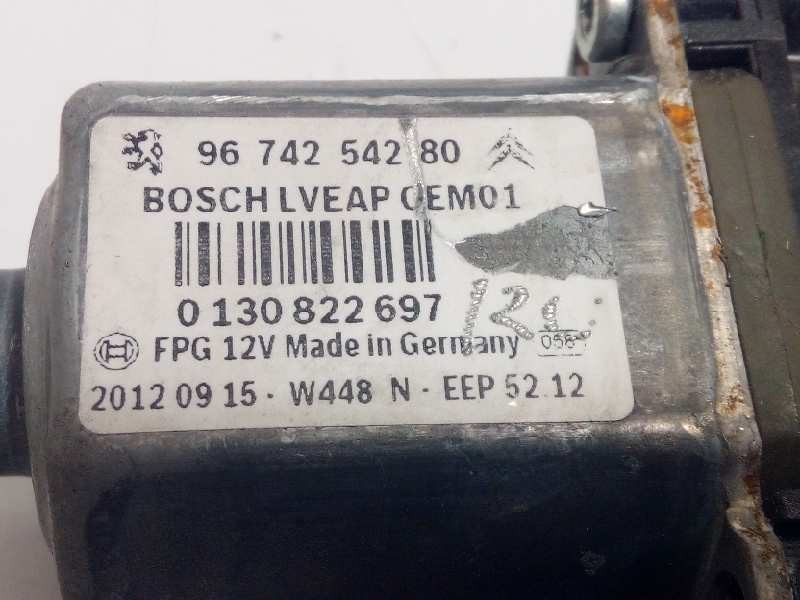 96 742 542 80
BOSCH LVEAP OEM01
0 130 822 697
FPG 12V Made in Germany
2012 09 15 - W448 N - EEP 52 12